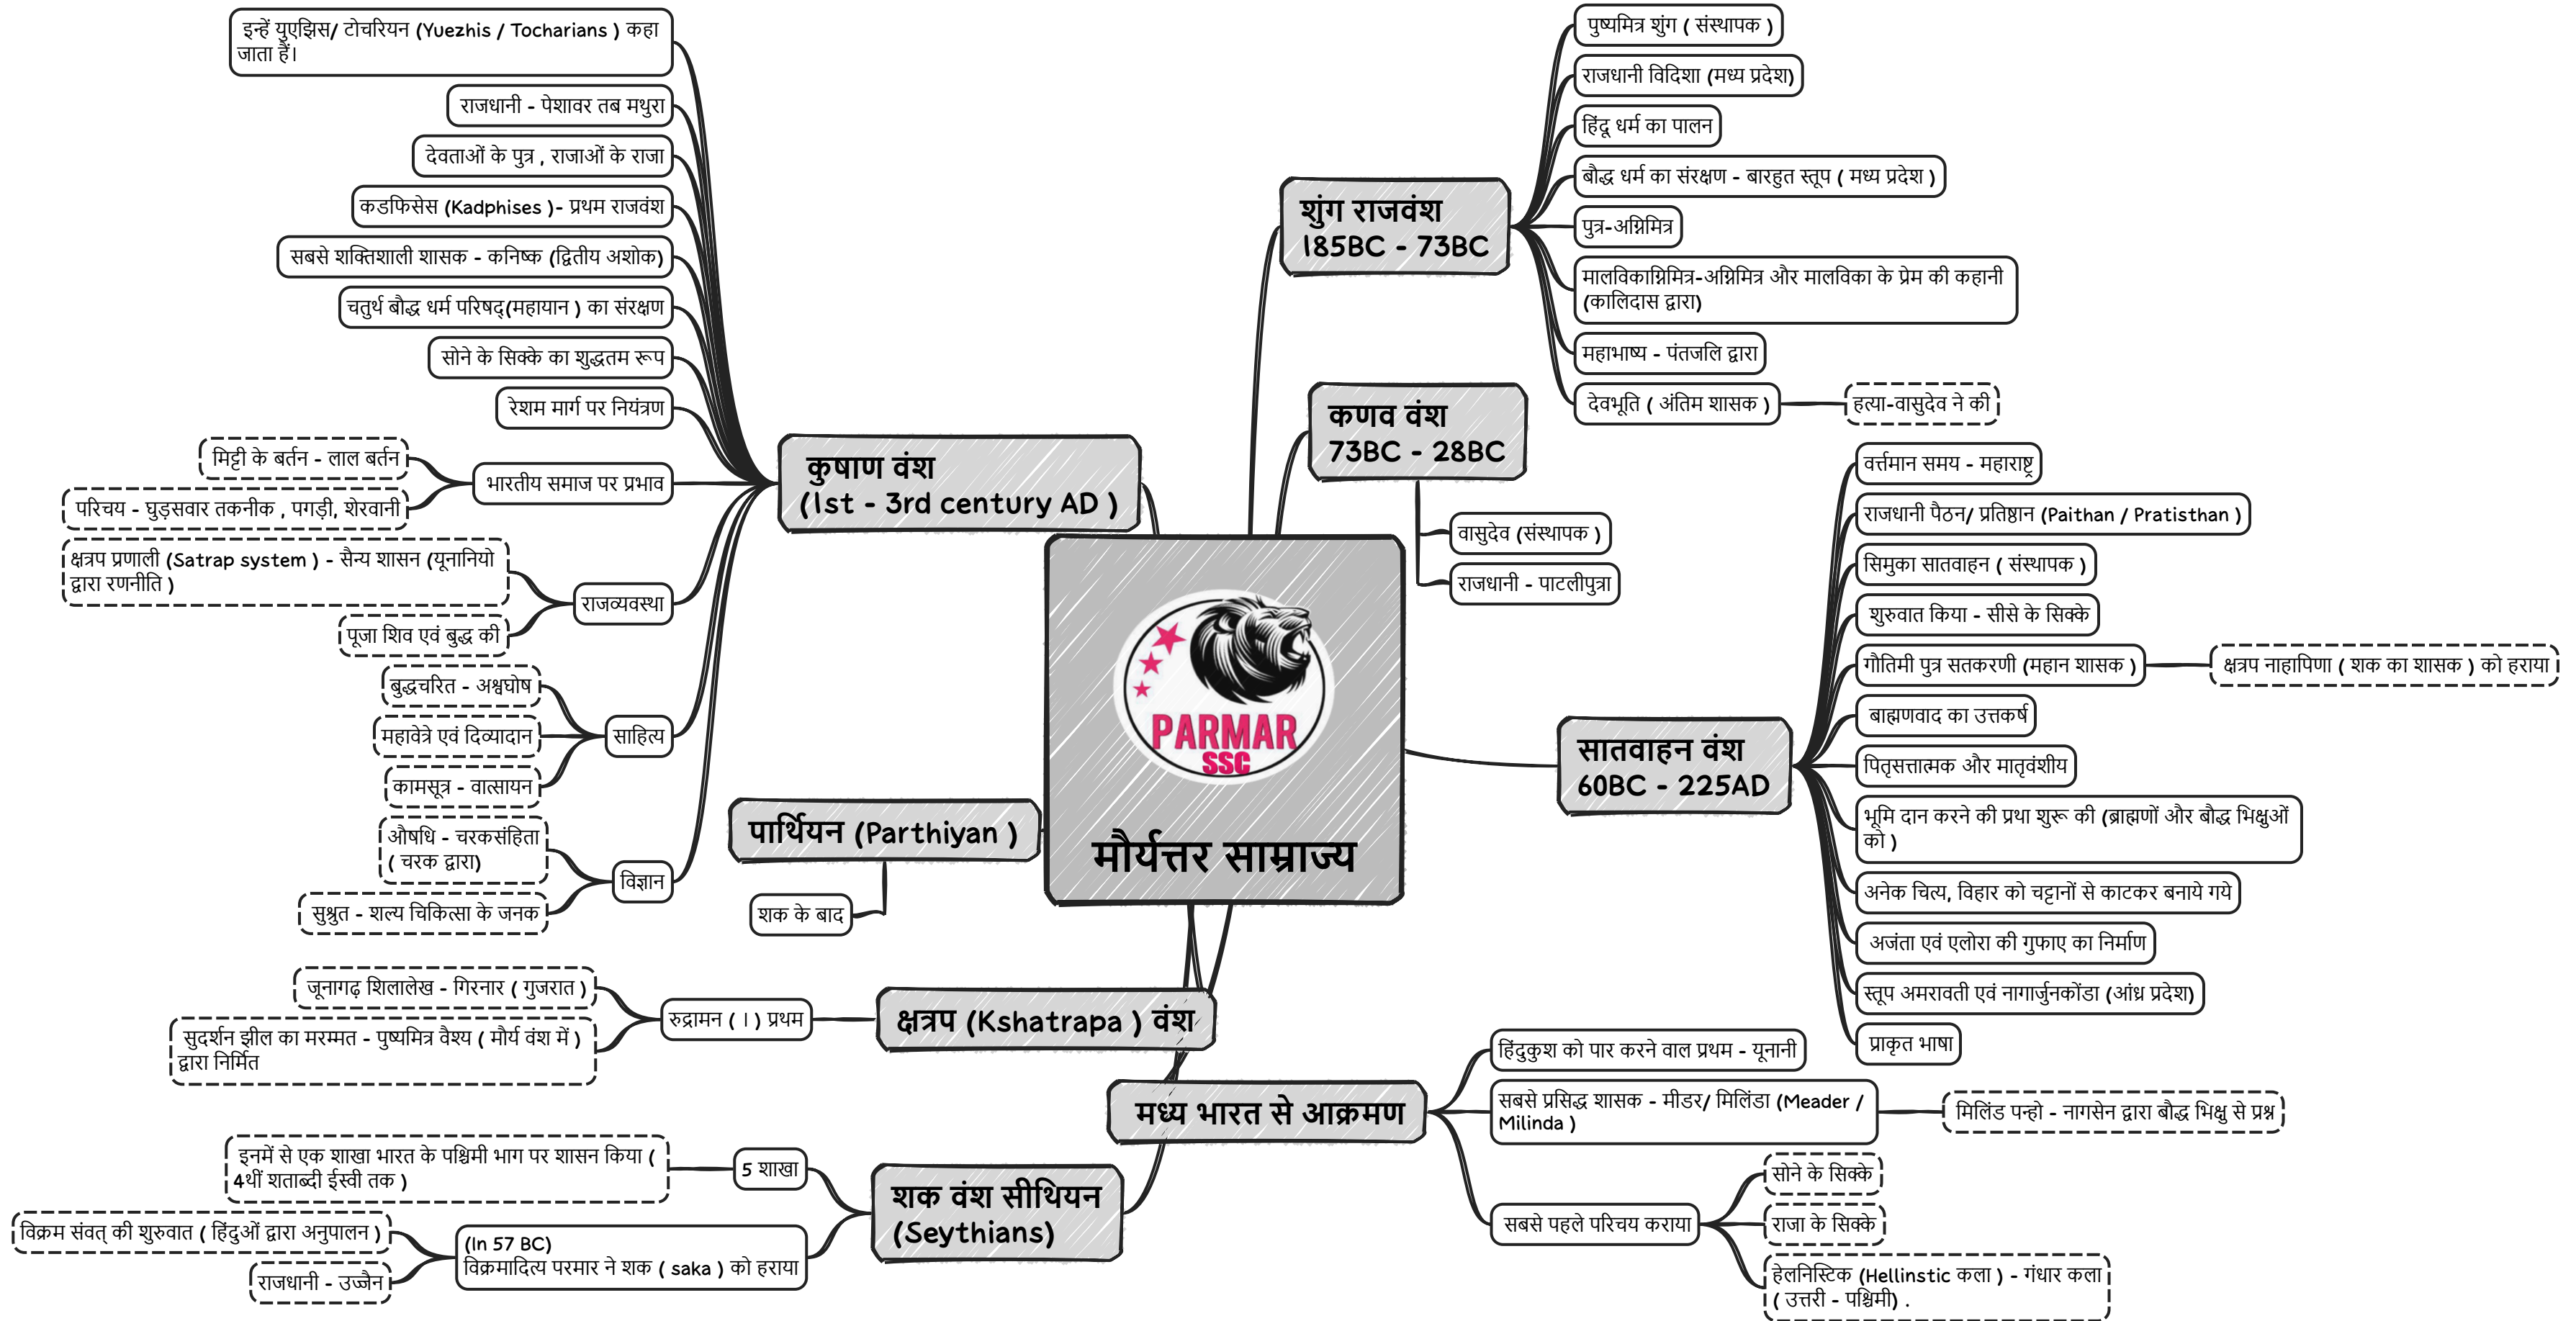 मौर्यत्तर साम्राज्य
PARMAR
SSC
शुंग राजवंश
185BC - 73BC
पुष्यमित्र शुंग ( संस्थापक )
राजधानी विदिशा (मध्य प्रदेश)
हिंदू धर्म का पालन
बौद्ध धर्म का संरक्षण - बारहुत स्तूप ( मध्य प्रदेश )
पुत्र-अग्निमित्र
मालविकाग्निमित्र-अग्निमित्र और मालविका के प्रेम की कहानी
(कालिदास द्वारा)
महाभाष्य - पंतजलि द्वारा
देवभूति ( अंतिम शासक )
हत्या-वासुदेव ने की
कणव वंश
73BC - 28BC
वासुदेव (संस्थापक )
राजधानी - पाटलीपुत्रा
सातवाहन वंश
60BC - 225AD
वर्त्तमान समय - महाराष्ट्र
राजधानी पैठन/ प्रतिष्ठान (Paithan / Pratisthan )
सिमुका सातवाहन ( संस्थापक )
शुरुवात किया - सीसे के सिक्के
गौतिमी पुत्र सतकरणी (महान शासक )
क्षत्रप नाहापिणा ( शक का शासक ) को हराया
बाह्मणवाद का उत्तकर्ष
पितृसत्तात्मक और मातृवंशीय
भूमि दान करने की प्रथा शुरू की (ब्राह्मणों और बौद्ध भिक्षुओं
को )
अनेक चित्य, विहार को चट्टानों से काटकर बनाये गये
अजंता एवं एलोरा की गुफाए का निर्माण
स्तूप अमरावती एवं नागार्जुनकोंडा (आंध्र प्रदेश)
प्राकृत भाषा
मध्य भारत से आक्रमण
हिंदुकुश को पार करने वाल प्रथम - यूनानी
सबसे प्रसिद्ध शासक - मीडर/ मिलिंडा (Meader /
Milinda )
मिलिंड पन्हो - नागसेन द्वारा बौद्ध भिक्षु से प्रश्न
सबसे पहले परिचय कराया
सोने के सिक्के
राजा के सिक्के
हेलनिस्टिक (Hellinstic कला ) - गंधार कला
( उत्तरी - पश्चिमी) .
शक वंश सीथियन
(Seythians)
5 शाखा
इनमें से एक शाखा भारत के पश्चिमी भाग पर शासन किया (
4थीं शताब्दी ईस्वी तक )
(In 57 BC)
विक्रमादित्य परमार ने शक ( saka ) को हराया
विक्रम संवत् की शुरुवात ( हिंदुओं द्वारा अनुपालन )
राजधानी - उज्जैन
क्षत्रप (Kshatrapa ) वंश
रुद्रामन ( I ) प्रथम
जूनागढ़ शिलालेख - गिरनार ( गुजरात )
सुदर्शन झील का मरम्मत - पुष्यमित्र वैश्य ( मौर्य वंश में )
द्वारा निर्मित
पार्थियन (Parthiyan )
शक के बाद
कुषाण वंश
(1st - 3rd century AD )
इन्हें युएझिस/ टोचरियन (Yuezhis / Tocharians ) कहा
जाता हैं।
राजधानी - पेशावर तब मथुरा
देवताओं के पुत्र , राजाओं के राजा
कडफिसेस (Kadphises )- प्रथम राजवंश
सबसे शक्तिशाली शासक - कनिष्क (द्वितीय अशोक)
चतुर्थ बौद्ध धर्म परिषद्(महायान ) का संरक्षण
सोने के सिक्के का शुद्धतम रूप
रेशम मार्ग पर नियंत्रण
भारतीय समाज पर प्रभाव
मिट्टी के बर्तन - लाल बर्तन
परिचय - घुड़सवार तकनीक , पगड़ी, शेरवानी
राजव्यवस्था
क्षत्रप प्रणाली (Satrap system ) - सैन्य शासन (यूनानियो
द्वारा रणनीति )
पूजा शिव एवं बुद्ध की
साहित्य
बुद्धचरित - अश्वघोष
महावेत्रे एवं दिव्यादान
कामसूत्र - वात्सायन
विज्ञान
औषधि - चरकसंहिता
( चरक द्वारा)
सुश्रुत - शल्य चिकित्सा के जनक